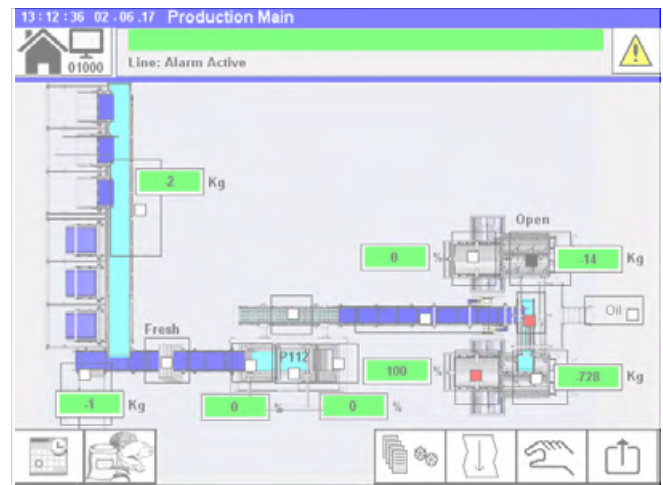 13:12:36 02.06.17 Production Main
01000
Line: Alarm Active
-2 Kg
Open
0 % -14 Kg
Oil
Fresh
P112
100 % -728 Kg
-1 Kg 0 % 0 %